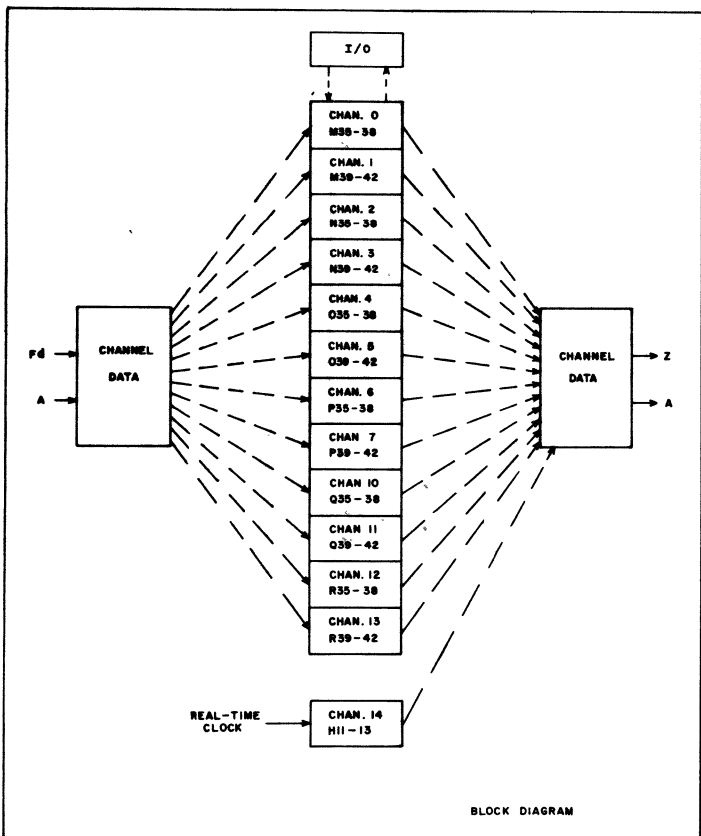 I/O
CHAN. 0
M35-38
CHAN. 1
M39-42
CHAN. 2
N35-38
CHAN. 3
N39-42
CHAN. 4
O35-38
CHAN. 5
O39-42
CHAN. 6
P35-38
CHAN 7
P39-42
CHAN 10
Q35-38
CHAN 11
Q39-42
CHAN. 12
R35-38
CHAN. 13
R39-42
Fd
A
CHANNEL
DATA
CHANNEL
DATA
Z
A
REAL-TIME
CLOCK
CHAN. 14
H11-13
BLOCK DIAGRAM